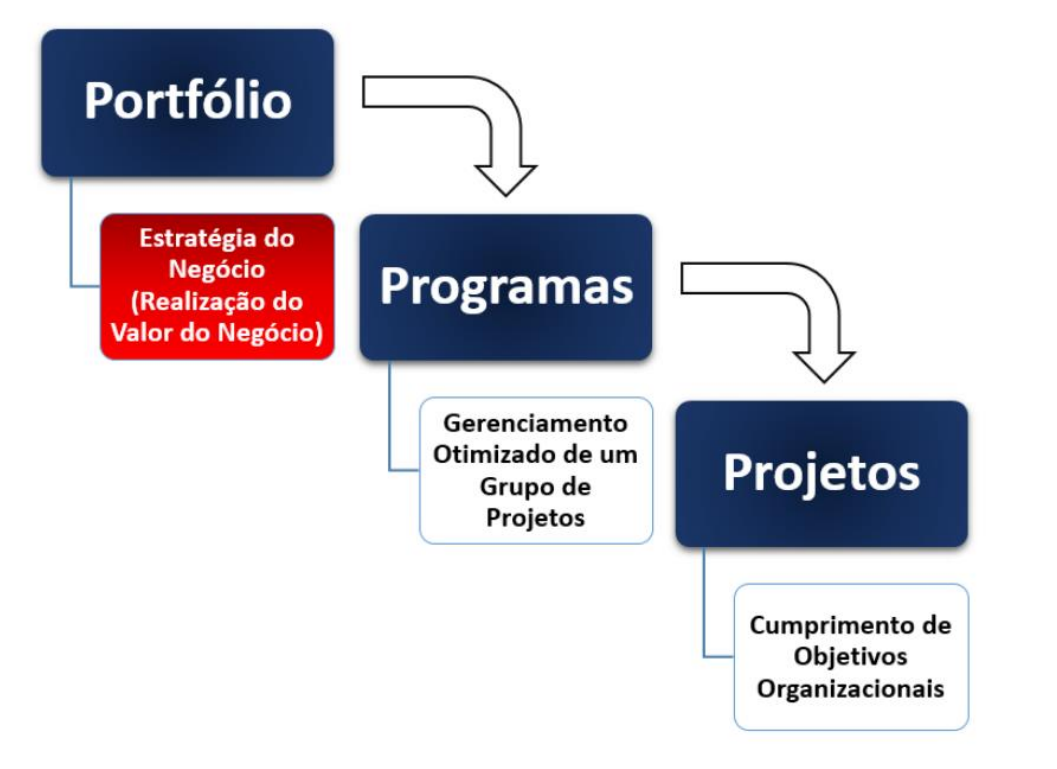 Portfólio
Estratégia do
Negócio
(Realização do
Valor do Negócio)
Programas
Gerenciamento
Otimizado de um
Grupo de
Projetos
Projetos
Cumprimento de
Objetivos
Organizacionais